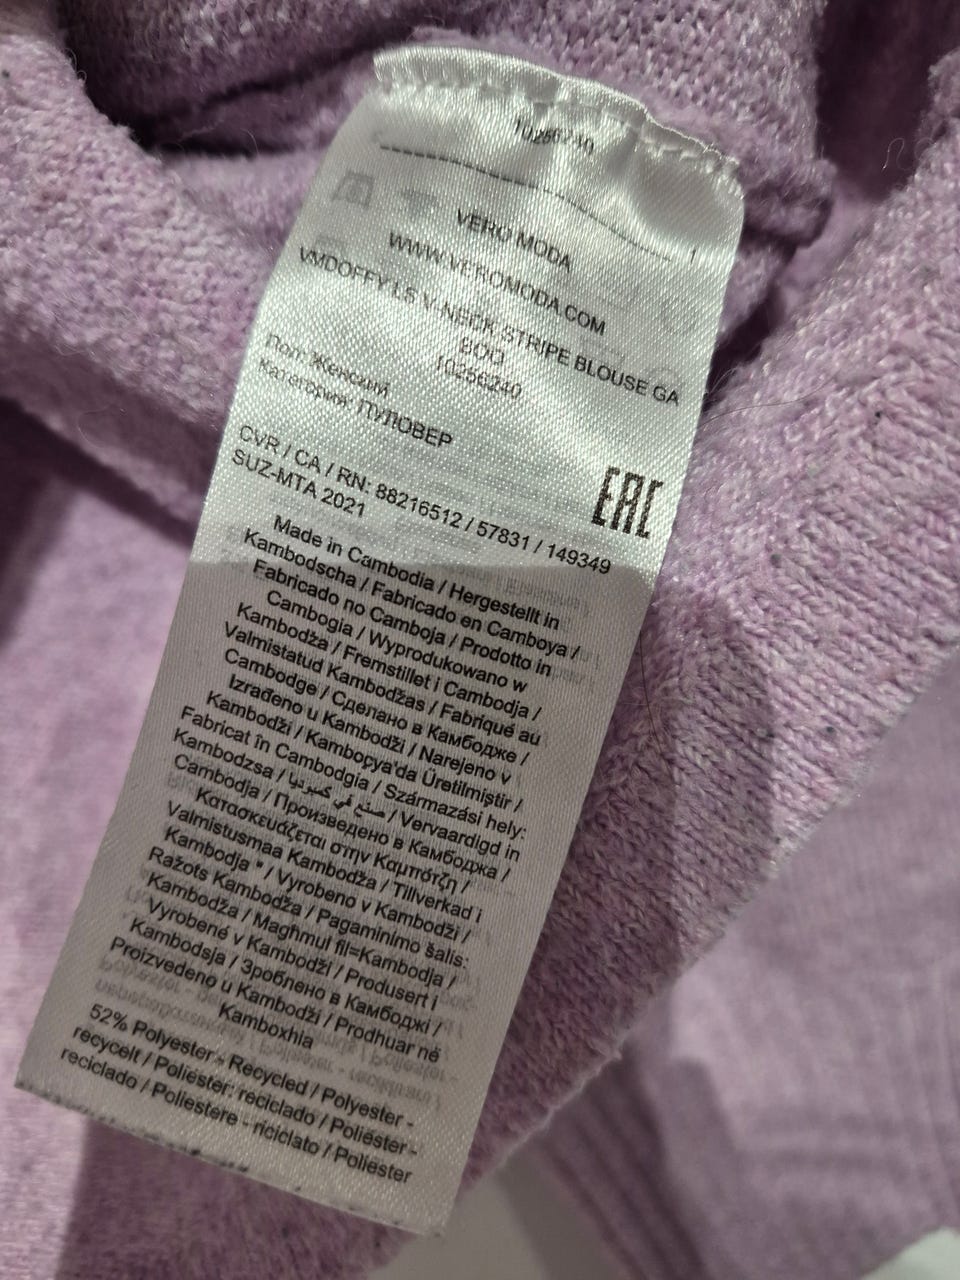 10256240
VERO MODA
WWW.VEROMODA.COM
VMDOFFY LS V-NECK STRIPE BLOUSE GA
BOO
10256240
Пол: Женский
Категория: ПУЛОВЕР
EAC
CVR / CA / RN: 88216512 / 57831 / 149349
SUZ-MTA 2021
Made in Cambodia / Hergestellt in
Kambodscha / Fabricado en Camboya /
Fabricado no Camboja / Prodotto in
Cambogia / Wyprodukowano w
Kambodża / Fremstillet i Cambodja /
Valmistatud Kambodžas / Fabriqué au
Cambodge / Сделано в Камбодже /
Izrađeno u Kambodži / Narejeno v
Kambodži / Kamboçya'da Üretilmiştir /
Fabricat în Cambodgia / Származási hely:
Kambodzsa / صنع في كمبوديا / Vervaardigd in
Cambodja / Произведено в Камбоджа /
Κατασκευάζεται στην Καμπότζη /
Valmistusmaa Kambodža / Tillverkad i
Kambodja * / Vyrobeno v Kambodži /
Ražots Kambodža / Pagaminimo šalis:
Kambodža / Magħmul fil=Kambodja /
Vyrobené v Kambodži / Produsert i
Kambodsja / Зроблено в Камбоджі /
Proizvedeno u Kambodži / Prodhuar në
Kamboxhia
52% Polyester - Recycled / Polyester -
recycelt / Poliéster: reciclado / Poliéster -
reciclado / Poliestere - riciclato / Poliester